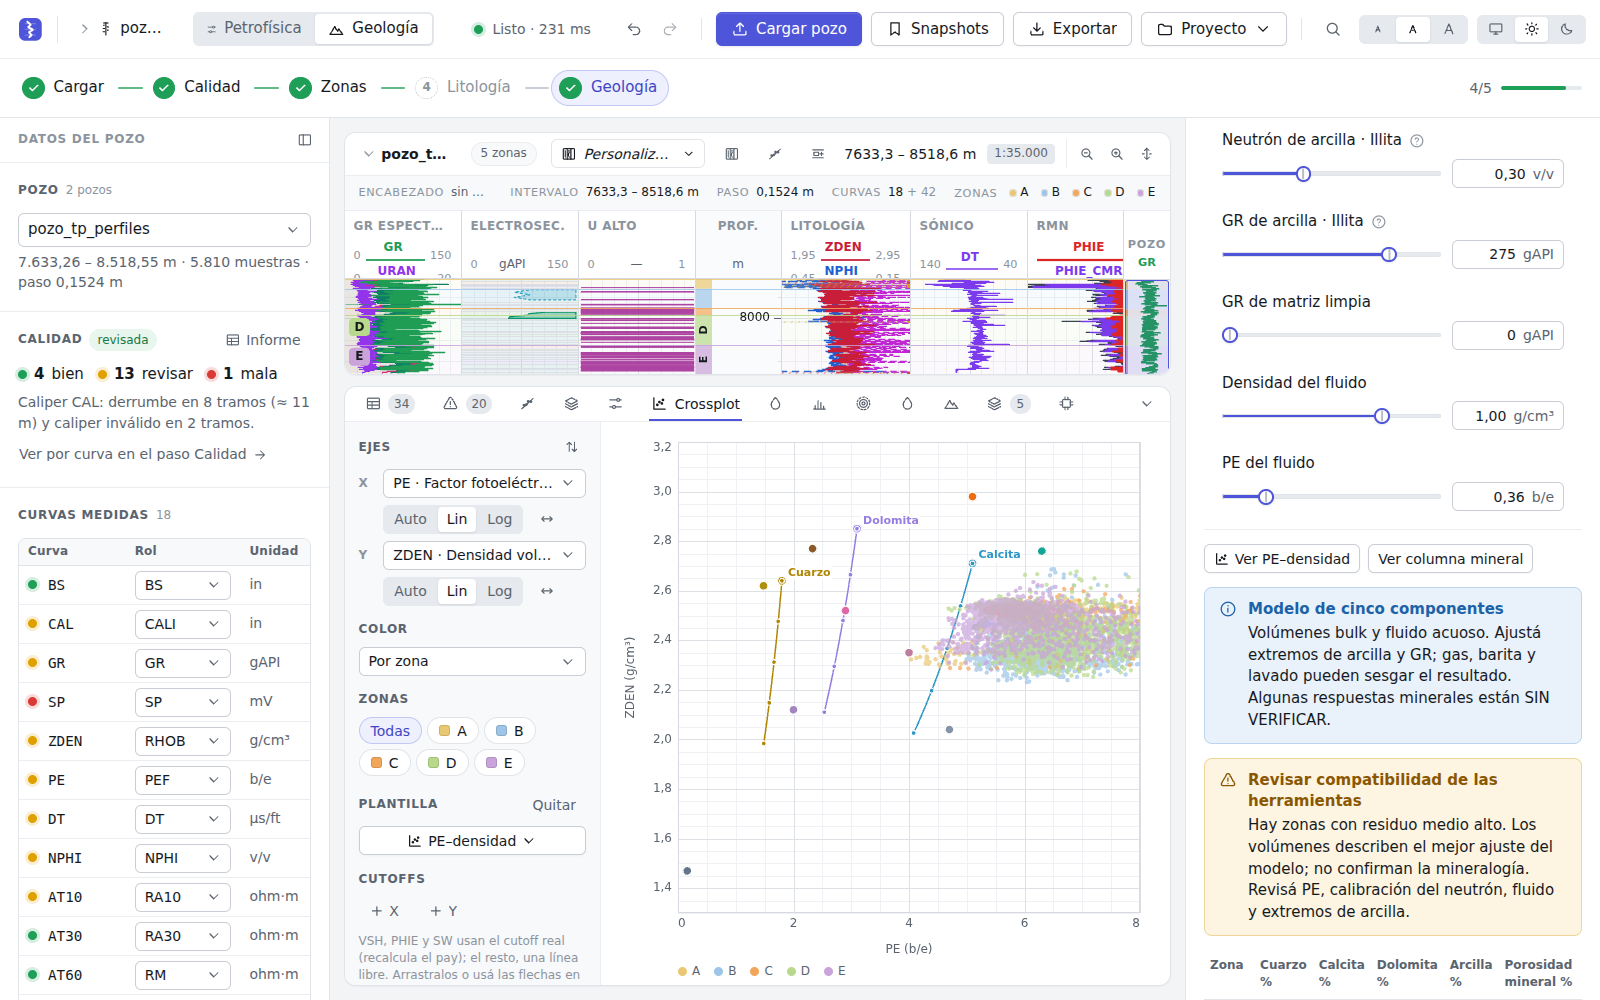 poz…
Petrofísica
Geología
Listo · 231 ms
Cargar pozo
Snapshots
Exportar
Proyecto
A
A
A
Cargar
Calidad
Zonas
4 Litología
Geología
4/5
DATOS DEL POZO
POZO 2 pozos
pozo_tp_perfiles
7.633,26 – 8.518,55 m · 5.810 muestras · paso 0,1524 m
CALIDAD revisada
Informe
4 bien
13 revisar
1 mala
Caliper CAL: derrumbe en 8 tramos (≈ 11 m) y caliper inválido en 2 tramos.
Ver por curva en el paso Calidad →
CURVAS MEDIDAS 18
Curva Rol Unidad
BS BS in
CAL CALI in
GR GR gAPI
SP SP mV
ZDEN RHOB g/cm³
PE PEF b/e
DT DT µs/ft
NPHI NPHI v/v
AT10 RA10 ohm·m
AT30 RA30 ohm·m
AT60 RM ohm·m
pozo_t…
5 zonas
Personaliz…
7633,3 – 8518,6 m
1:35.000
ENCABEZADO sin …
INTERVALO 7633,3 – 8518,6 m
PASO 0,1524 m
CURVAS 18 + 42
ZONAS A B C D E
GR ESPECT…
ELECTROSEC.
U ALTO
PROF.
LITOLOGÍA
SÓNICO
RMN
POZO
0 GR 150
URAN
0 gAPI 150
0 — 1
m
1,95 ZDEN 2,95
NPHI
140 DT 40
PHIE
PHIE_CMR
GR
8000
D
E
D
E
34
20
Crossplot
5
EJES
X PE · Factor fotoeléctr…
Auto Lin Log
Y ZDEN · Densidad vol…
Auto Lin Log
COLOR
Por zona
ZONAS
Todas A B
C D E
PLANTILLA Quitar
PE–densidad
CUTOFFS
+ X + Y
VSH, PHIE y SW usan el cutoff real
(recalcula el pay); el resto, una línea
libre. Arrastralos o usá las flechas en
ZDEN (g/cm³)
3,2
3,0
2,8
2,6
2,4
2,2
2,0
1,8
1,6
1,4
0 2 4 6 8
PE (b/e)
Cuarzo
Dolomita
Calcita
A B C D E
Neutrón de arcilla · Illita
0,30 v/v
GR de arcilla · Illita
275 gAPI
GR de matriz limpia
0 gAPI
Densidad del fluido
1,00 g/cm³
PE del fluido
0,36 b/e
Ver PE–densidad
Ver columna mineral
Modelo de cinco componentes
Volúmenes bulk y fluido acuoso. Ajustá
extremos de arcilla y GR; gas, barita y
lavado pueden sesgar el resultado.
Algunas respuestas minerales están SIN
VERIFICAR.
Revisar compatibilidad de las
herramientas
Hay zonas con residuo medio alto. Los
volúmenes describen el mejor ajuste del
modelo; no confirman la mineralogía.
Revisá PE, calibración del neutrón, fluido
y extremos de arcilla.
Zona Cuarzo % Calcita % Dolomita % Arcilla % Porosidad mineral %